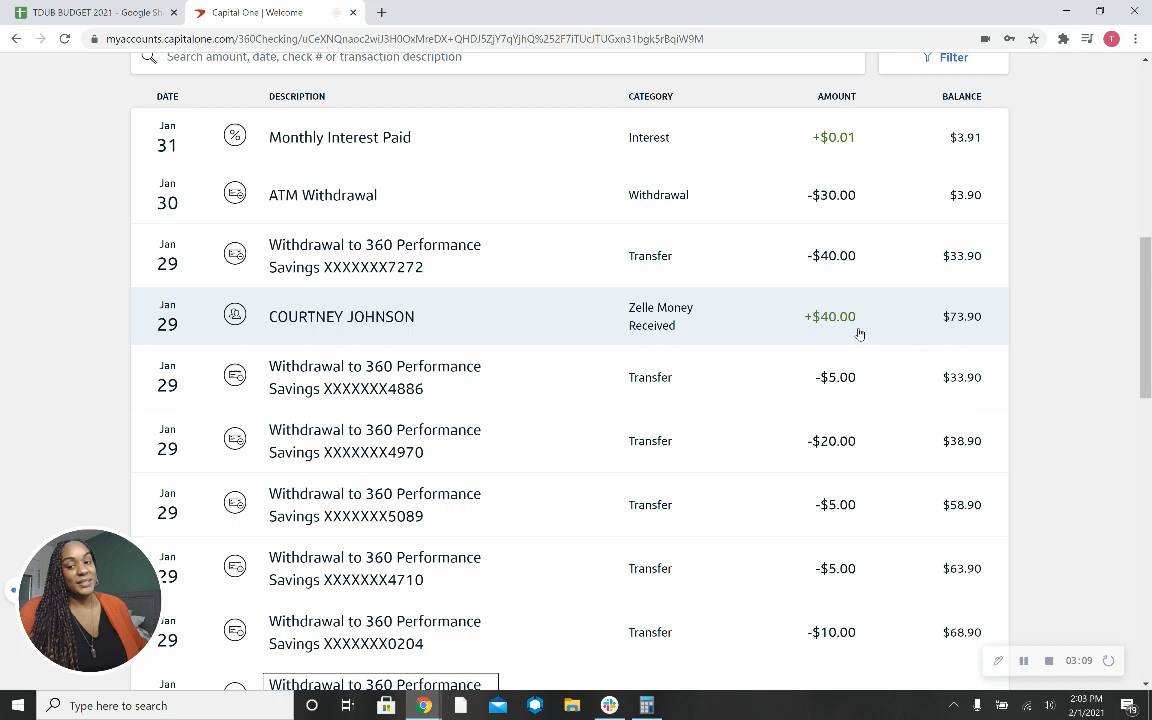 TDUB BUDGET 2021 - Google Sh
Capital One | Welcome
myaccounts.capitalone.com/360Checking/
Search amount, date, check # or transaction description
Filter
DATE DESCRIPTION CATEGORY AMOUNT BALANCE
Jan
31
Monthly Interest Paid
Interest
+$0.01
$3.91
Jan
30
ATM Withdrawal
Withdrawal
-$30.00
$3.90
Jan
29
Withdrawal to 360 Performance
Savings XXXXXXX7272
Transfer
-$40.00
$33.90
Jan
29
COURTNEY JOHNSON
Zelle Money
Received
+$40.00
$73.90
Jan
29
Withdrawal to 360 Performance
Savings XXXXXXX4886
Transfer
-$5.00
$33.90
Jan
29
Withdrawal to 360 Performance
Savings XXXXXXX4970
Transfer
-$20.00
$38.90
Jan
29
Withdrawal to 360 Performance
Savings XXXXXXX5089
Transfer
-$5.00
$58.90
Jan
29
Withdrawal to 360 Performance
Savings XXXXXXX4710
Transfer
-$5.00
$63.90
Jan
29
Withdrawal to 360 Performance
Savings XXXXXXX0204
Transfer
-$10.00
$68.90
Jan
Withdrawal to 360 Performance
03:09
Type here to search
2:03 PM
2/1/2021
19
T